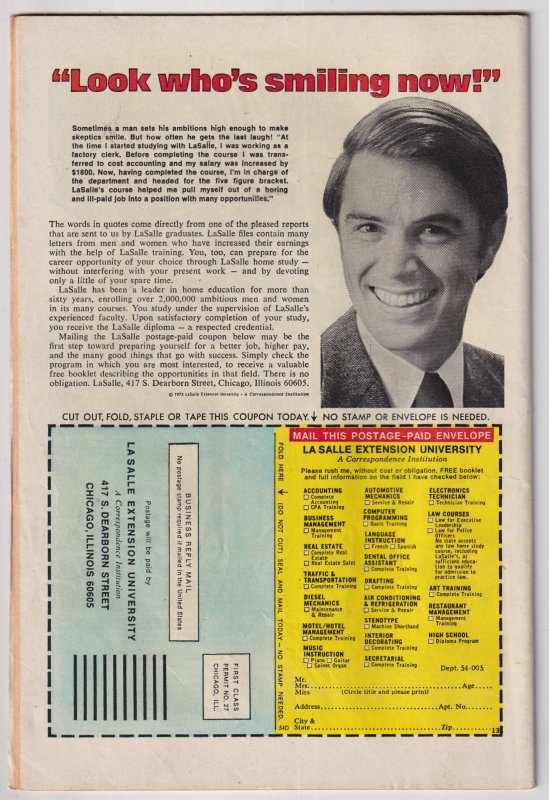 “Look who's smiling now!”
Sometimes a man sets his ambitions high enough to make
skeptics smile. But how often he gets the last laugh! "At
the time I started studying with LaSalle, I was working as a
factory clerk. Before completing the course I was trans-
ferred to cost accounting and my salary was increased by
$1800. Now, having completed the course, I'm in charge of
the department and headed for the five figure bracket.
LaSalle's course helped me pull myself out of a boring
and ill-paid job into a position with many opportunities."
The words in quotes come directly from one of the pleased reports
that are sent to us by LaSalle graduates. LaSalle files contain many
letters from men and women who have increased their earnings
with the help of LaSalle training. You, too, can prepare for the
career opportunity of your choice through LaSalle home study —
without interfering with your present work — and by devoting
only a little of your spare time.
LaSalle has been a leader in home education for more than
sixty years, enrolling over 2,000,000 ambitious men and women
in its many courses. You study under the supervision of LaSalle's
experienced faculty. Upon satisfactory completion of your study,
you receive the LaSalle diploma — a respected credential.
Mailing the LaSalle postage-paid coupon below may be the
first step toward preparing yourself for a better job, higher pay,
and the many good things that go with success. Simply check the
program in which you are most interested, to receive a valuable
free booklet describing the opportunities in that field. There is no
obligation. LaSalle, 417 S. Dearborn Street, Chicago, Illinois 60605.
© 1975 LaSalle Extension University • A Correspondence Institution
CUT OUT, FOLD, STAPLE OR TAPE THIS COUPON TODAY. NO STAMP OR ENVELOPE IS NEEDED.
BUSINESS REPLY MAIL
No postage stamp required if mailed in the United States
Postage will be paid by
LA SALLE EXTENSION UNIVERSITY
A Correspondence Institution
417 S. DEARBORN STREET
CHICAGO, ILLINOIS 60605
FIRST CLASS
PERMIT NO. 27
CHICAGO, ILL.
FOLD HERE (DO NOT CUT) SEAL AND MAIL TODAY – NO STAMP NEEDED.
540
MAIL THIS POSTAGE-PAID ENVELOPE
LA SALLE EXTENSION UNIVERSITY
A Correspondence Institution
Please rush me, without cost or obligation, FREE booklet
and full information on the field I have checked below:
ACCOUNTING
Complete
Accounting
CPA Training
BUSINESS
MANAGEMENT
Management
Training
REAL ESTATE
Complete Real
Estate
Real Estate Sales
TRAFFIC &
TRANSPORTATION
Complete Training
DIESEL
MECHANICS
Maintenance
& Repair
MOTEL/HOTEL
MANAGEMENT
Complete Training
MUSIC
INSTRUCTION
Piano Guitar
Spinet Organ
AUTOMOTIVE
MECHANICS
Service & Repair
COMPUTER
PROGRAMMING
Basic Training
LANGUAGE
INSTRUCTION
French Spanish
DENTAL OFFICE
ASSISTANT
Complete Training
DRAFTING
Complete Training
AIR CONDITIONING
& REFRIGERATION
Service & Repair
STENOTYPE
Machine Shorthand
INTERIOR
DECORATING
Complete Training
SECRETARIAL
Complete Training
ELECTRONICS
TECHNICIAN
Technician Training
LAW COURSES
Law for Executive
Leadership
Law for Police
Officers
No state accepts
any law home study
course, including
LaSalle's, as
sufficient educa-
tion to qualify
for admission to
practice law.
ART TRAINING
Complete Training
RESTAURANT
MANAGEMENT
Management
Training
HIGH SCHOOL
Diploma Program
Dept. 54-005
Mr.
Mrs. Age
Miss (Circle title and please print)
Address Apt. No.
City &
State Zip
13